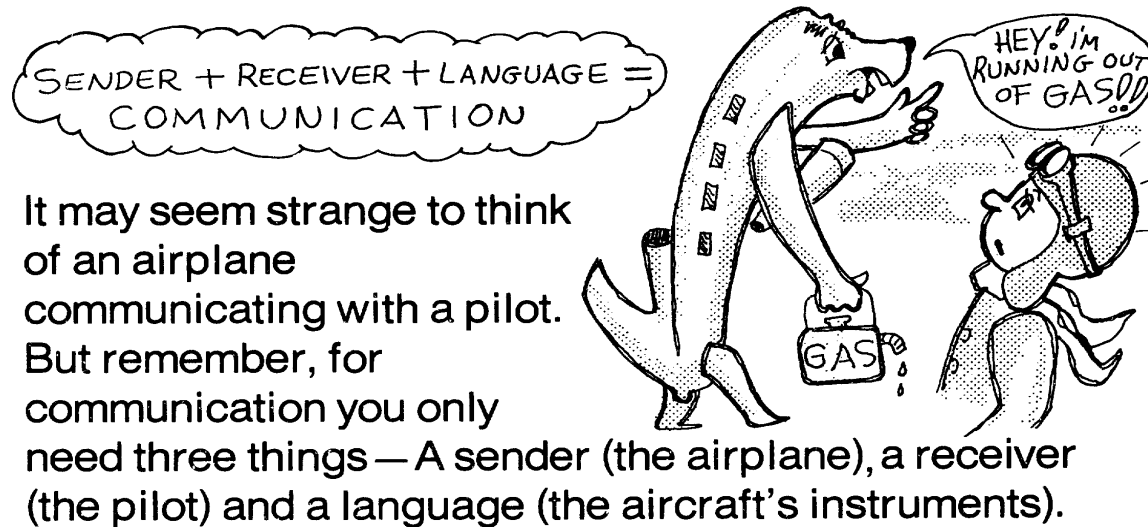 SENDER + RECEIVER + LANGUAGE =
COMMUNICATION
HEY! I'M
RUNNING OUT
OF GAS!!!
GAS
It may seem strange to think
of an airplane
communicating with a pilot.
But remember, for
communication you only
need three things—A sender (the airplane), a receiver
(the pilot) and a language (the aircraft's instruments).